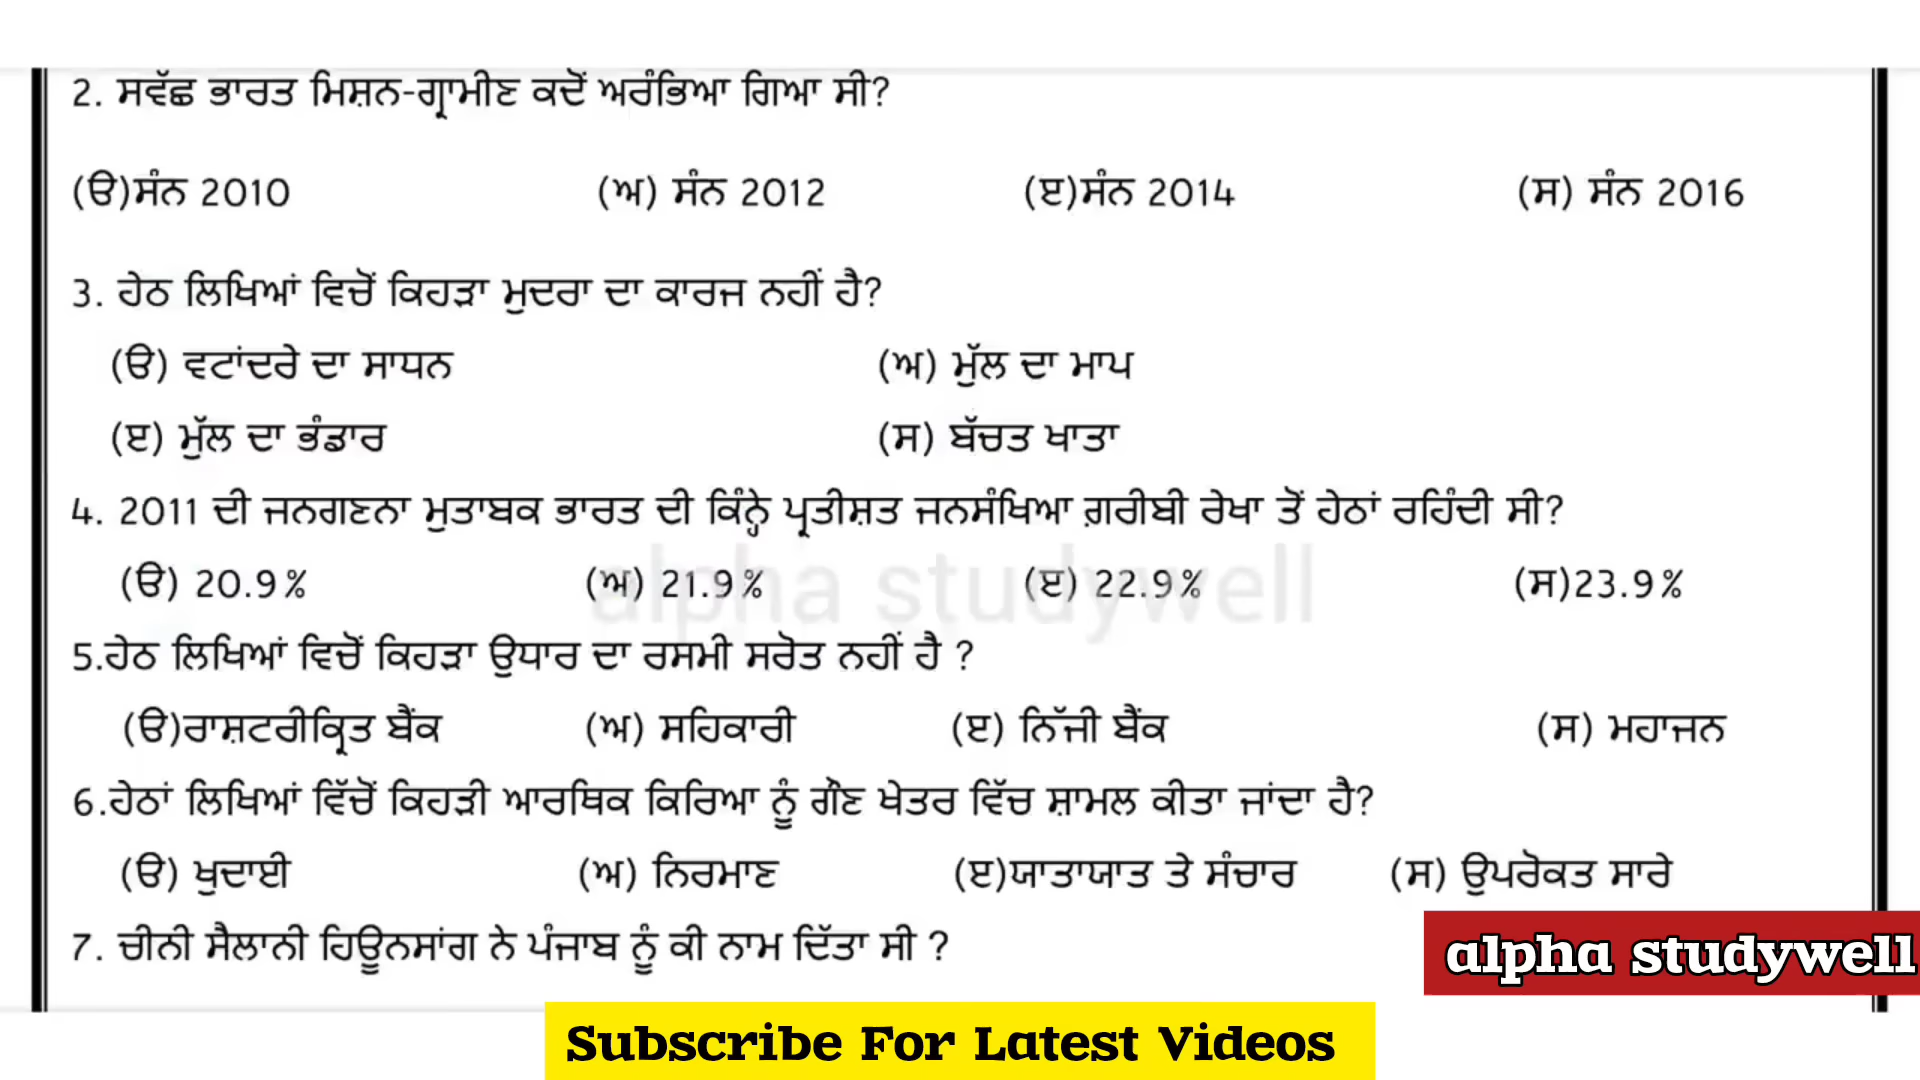 2. ਸਵੱਛ ਭਾਰਤ ਮਿਸ਼ਨ-ਗ੍ਰਾਮੀਣ ਕਦੋਂ ਅਰੰਭਿਆ ਗਿਆ ਸੀ?
(ੳ)ਸੰਨ 2010 (ਅ) ਸੰਨ 2012 (ੲ)ਸੰਨ 2014 (ਸ) ਸੰਨ 2016
3. ਹੇਠ ਲਿਖਿਆਂ ਵਿਚੋਂ ਕਿਹੜਾ ਮੁਦਰਾ ਦਾ ਕਾਰਜ ਨਹੀਂ ਹੈ?
(ੳ) ਵਟਾਂਦਰੇ ਦਾ ਸਾਧਨ (ਅ) ਮੁੱਲ ਦਾ ਮਾਪ
(ੲ) ਮੁੱਲ ਦਾ ਭੰਡਾਰ (ਸ) ਬੱਚਤ ਖਾਤਾ
4. 2011 ਦੀ ਜਨਗਣਨਾ ਮੁਤਾਬਕ ਭਾਰਤ ਦੀ ਕਿੰਨ੍ਹੇ ਪ੍ਰਤੀਸ਼ਤ ਜਨਸੰਖਿਆ ਗ਼ਰੀਬੀ ਰੇਖਾ ਤੋਂ ਹੇਠਾਂ ਰਹਿੰਦੀ ਸੀ?
(ੳ) 20.9% (ਅ) 21.9% (ੲ) 22.9% (ਸ)23.9%
alpha studywell
5.ਹੇਠ ਲਿਖਿਆਂ ਵਿਚੋਂ ਕਿਹੜਾ ਉਧਾਰ ਦਾ ਰਸਮੀ ਸਰੋਤ ਨਹੀਂ ਹੈ ?
(ੳ)ਰਾਸ਼ਟਰੀਕ੍ਰਿਤ ਬੈਂਕ (ਅ) ਸਹਿਕਾਰੀ (ੲ) ਨਿੱਜੀ ਬੈਂਕ (ਸ) ਮਹਾਜਨ
6.ਹੇਠਾਂ ਲਿਖਿਆਂ ਵਿੱਚੋਂ ਕਿਹੜੀ ਆਰਥਿਕ ਕਿਰਿਆ ਨੂੰ ਗੌਣ ਖੇਤਰ ਵਿੱਚ ਸ਼ਾਮਲ ਕੀਤਾ ਜਾਂਦਾ ਹੈ?
(ੳ) ਖੁਦਾਈ (ਅ) ਨਿਰਮਾਣ (ੲ)ਯਾਤਾਯਾਤ ਤੇ ਸੰਚਾਰ (ਸ) ਉਪਰੋਕਤ ਸਾਰੇ
7. ਚੀਨੀ ਸੈਲਾਨੀ ਹਿਊਨਸਾਂਗ ਨੇ ਪੰਜਾਬ ਨੂੰ ਕੀ ਨਾਮ ਦਿੱਤਾ ਸੀ ?
alpha studywell
Subscribe For Latest Videos